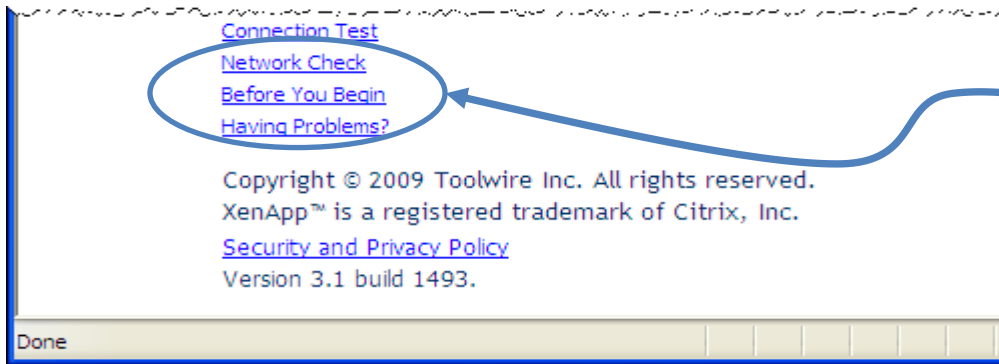 Connection Test
Network Check
Before You Begin
Having Problems?
Copyright © 2009 Toolwire Inc. All rights reserved.
XenApp™ is a registered trademark of Citrix, Inc.
Security and Privacy Policy
Version 3.1 build 1493.
Done